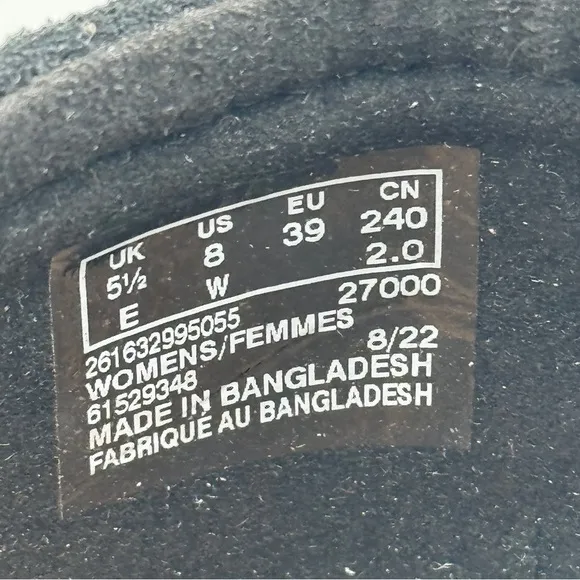 UK US EU CN
5½ 8 39 240
E W 2.0
261632995055 27000
WOMENS/FEMMES
61529348 8/22
MADE IN BANGLADESH
FABRIQUÉ AU BANGLADESH